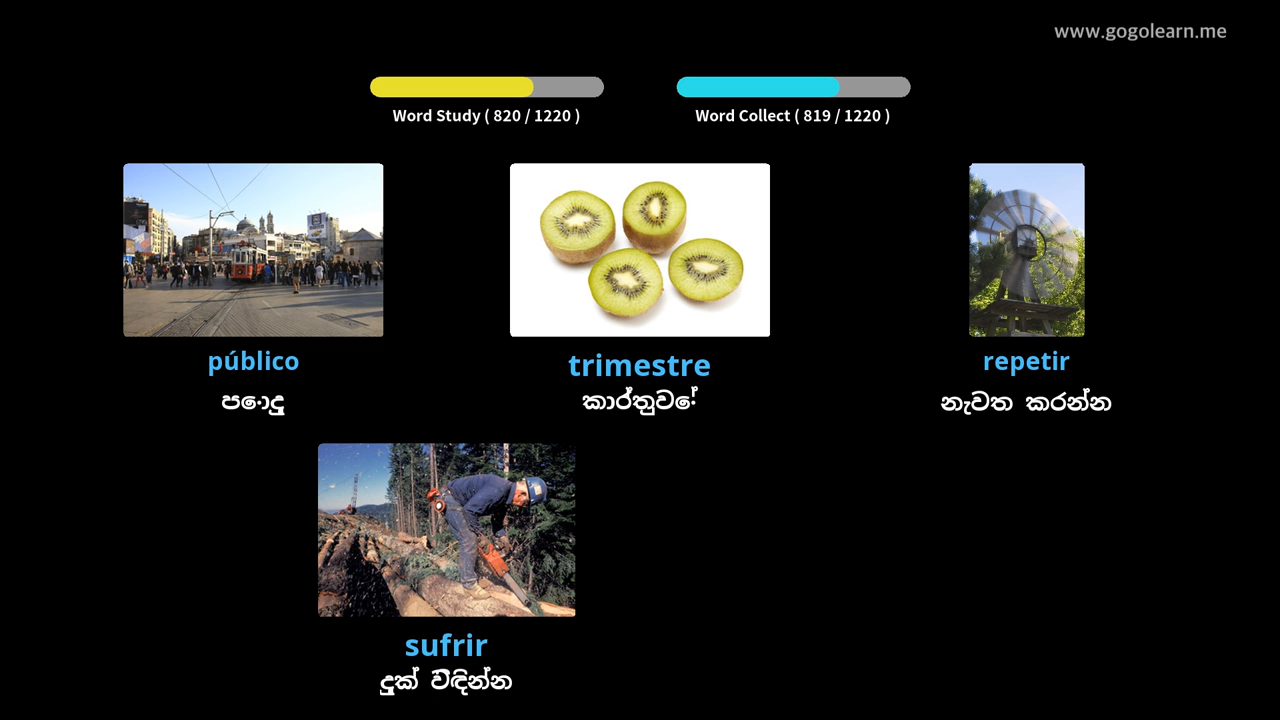 www.gogolearn.me
Word Study ( 820 / 1220 )
Word Collect ( 819 / 1220 )
público
පොදු
trimestre
කාර්තුවේ
repetir
නැවත කරන්න
sufrir
දුක් විඳින්න